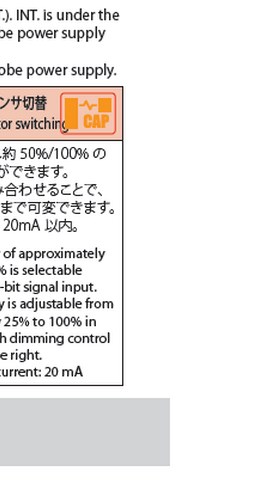 .). INT. is under the
be power supply
obe power supply.
ンサ切替
tor switching
CAP
約 50%/100% の
ができます。
み合わせることで、
まで可変できます。
20mA 以内。
of approximately
% is selectable
-bit signal input.
y is adjustable from
25% to 100% in
h dimming control
e right.
current: 20 mA